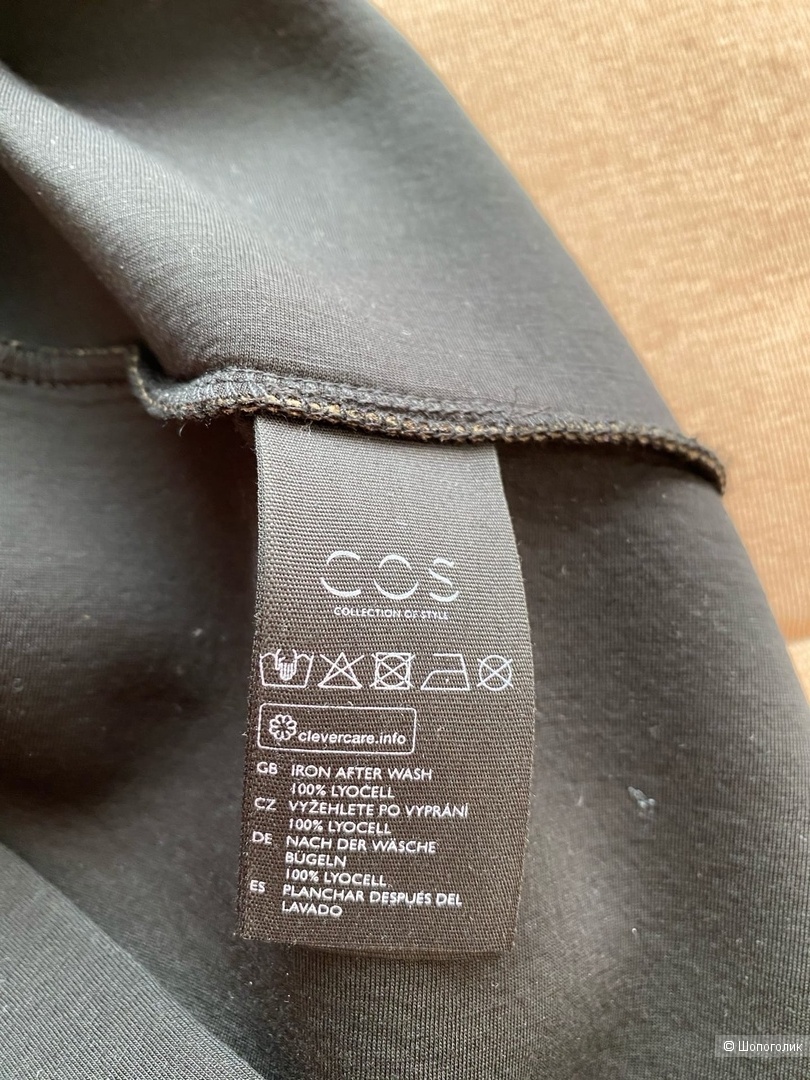 COS
COLLECTION OF STYLE
clevercare.info
GB IRON AFTER WASH
100% LYOCELL
CZ VYŽEHLETE PO VYPRÁNÍ
100% LYOCELL
DE NACH DER WÄSCHE
BÜGELN
100% LYOCELL
ES PLANCHAR DESPUÉS DEL
LAVADO
© Шопоголик